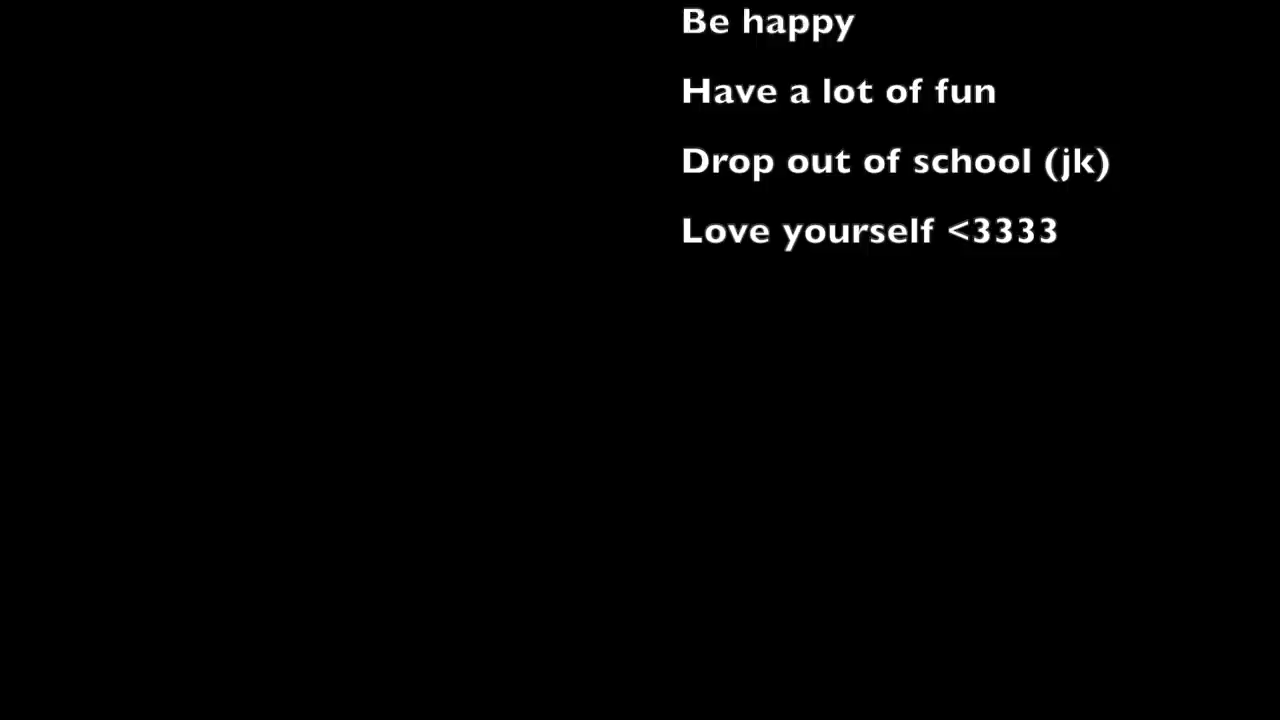 Be happy
Have a lot of fun
Drop out of school (jk)
Love yourself <3333